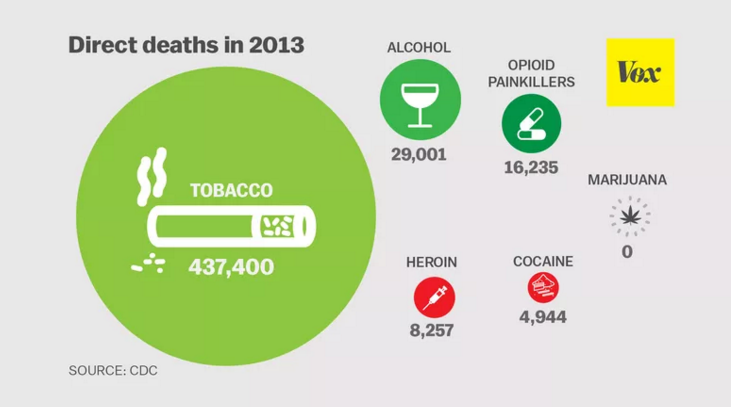 Direct deaths in 2013
TOBACCO
437,400
ALCOHOL
29,001
OPIOID
PAINKILLERS
16,235
Vox
MARIJUANA
0
HEROIN
8,257
COCAINE
4,944
SOURCE: CDC